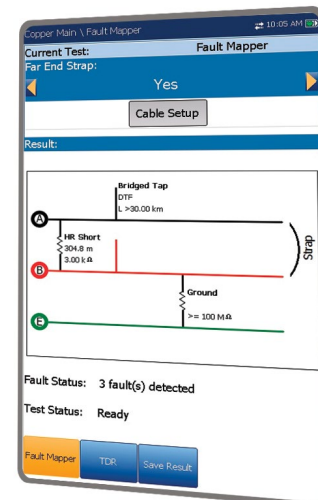 Copper Main \ Fault Mapper
10:05 AM
Current Test:
Fault Mapper
Far End Strap:
Yes
Cable Setup
Result:
Bridged Tap
DTF
L >30.00 km
A
HR Short
304.8 m
3.00 k Ω
Strap
B
Ground
>= 100 M Ω
E
Fault Status: 3 fault(s) detected
Test Status: Ready
Fault Mapper
TDR
Save Result